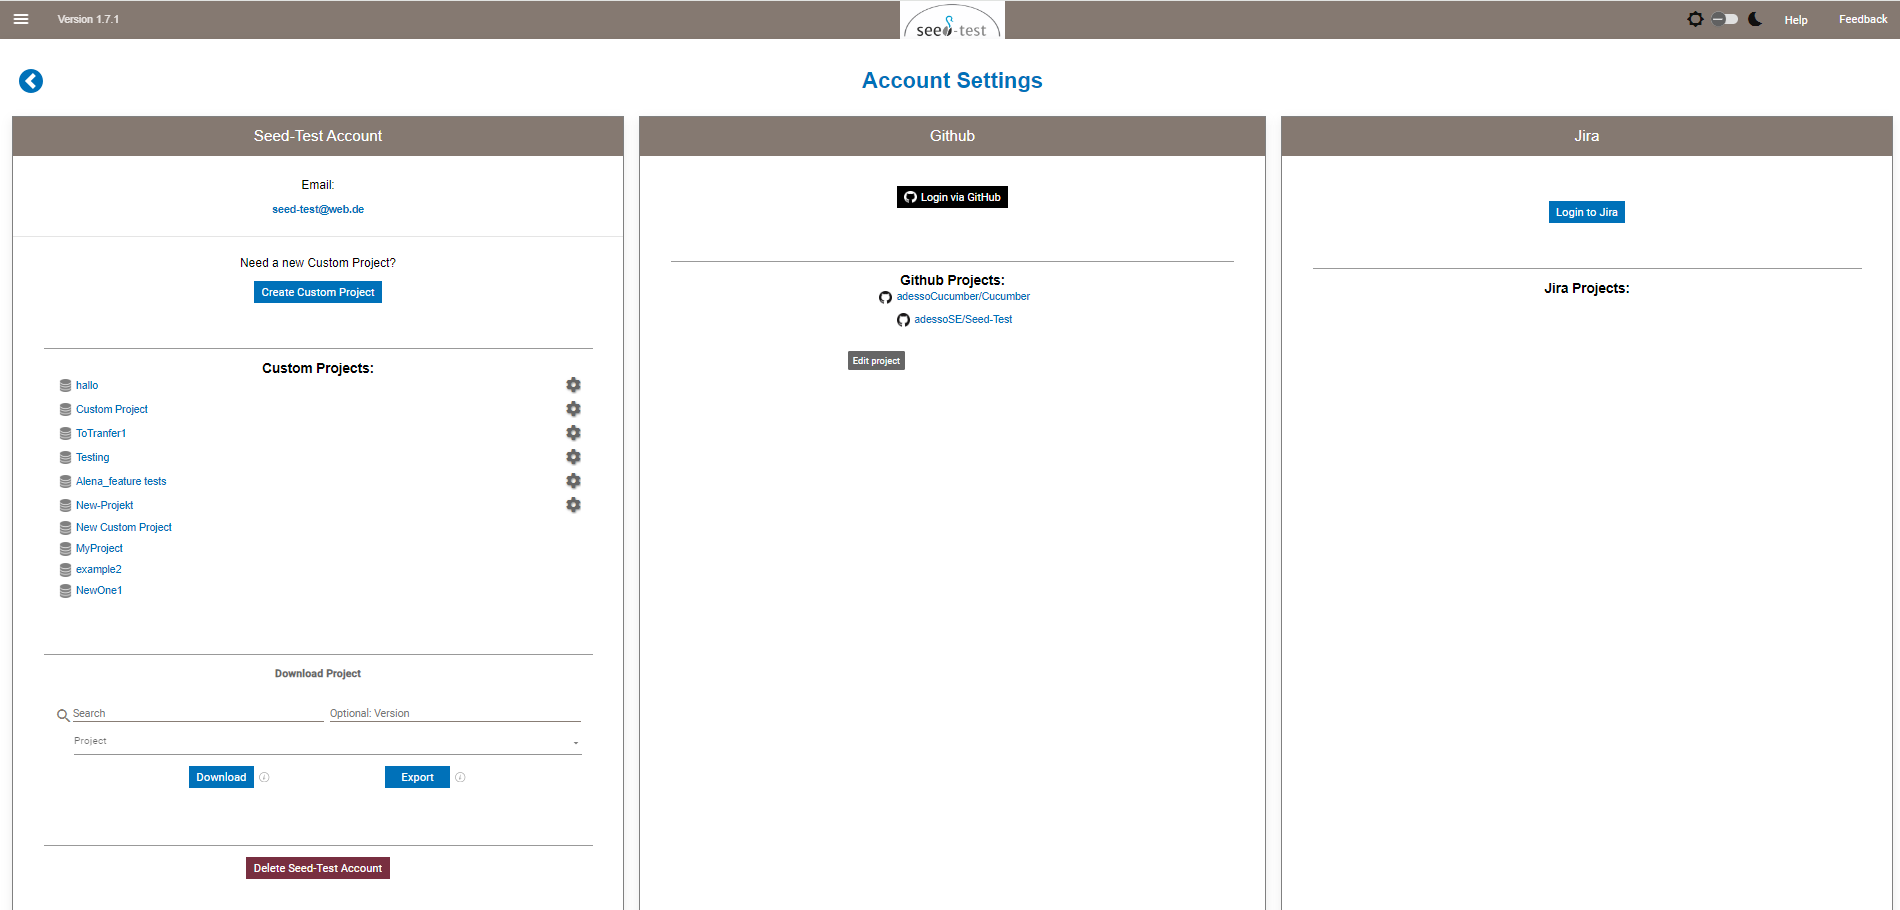 Version 1.7.1
seed-test
Help
Feedback
Account Settings
Seed-Test Account
Email:
seed-test@web.de
Need a new Custom Project?
Create Custom Project
Custom Projects:
hallo
Custom Project
ToTranfer1
Testing
Alena_feature tests
New-Projekt
New Custom Project
MyProject
example2
NewOne1
Download Project
Search
Optional: Version
Project
Download
Export
Delete Seed-Test Account
Github
Login via GitHub
Github Projects:
adessoCucumber/Cucumber
adessoSE/Seed-Test
Edit project
Jira
Login to Jira
Jira Projects: